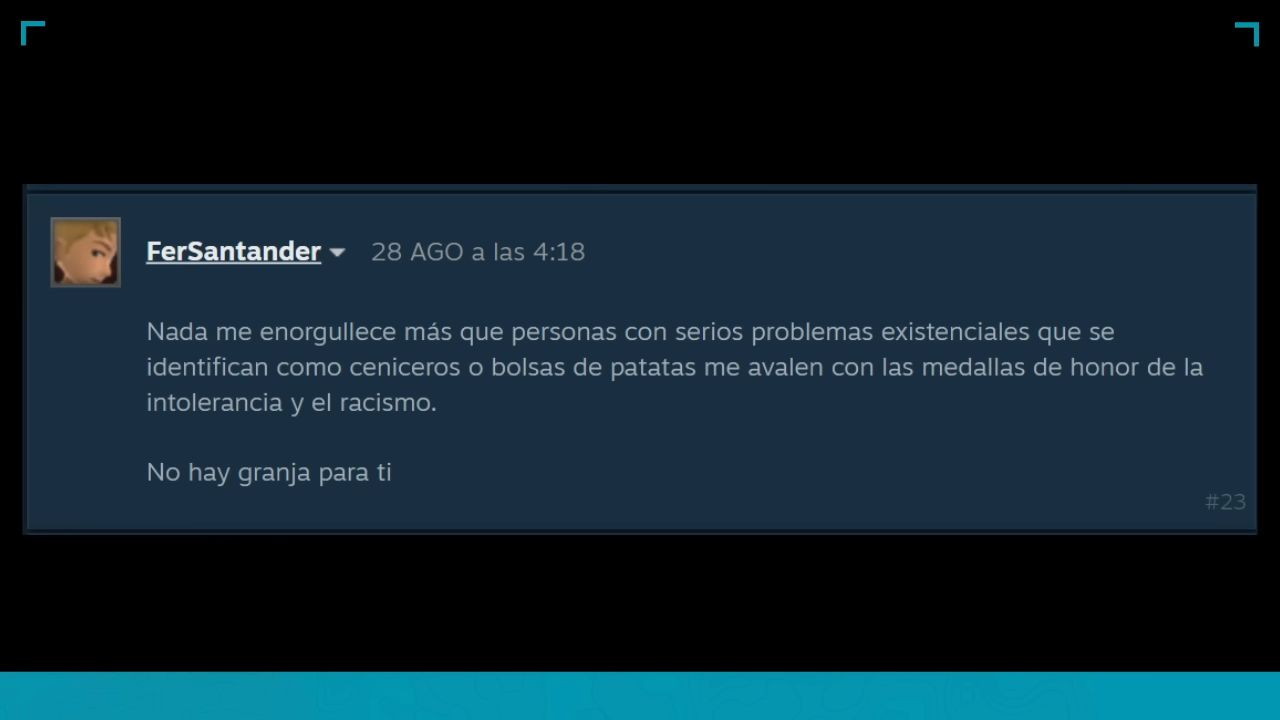 FerSantander 28 AGO a las 4:18
Nada me enorgullece más que personas con serios problemas existenciales que se
identifican como ceniceros o bolsas de patatas me avalen con las medallas de honor de la
intolerancia y el racismo.
No hay granja para ti
#23